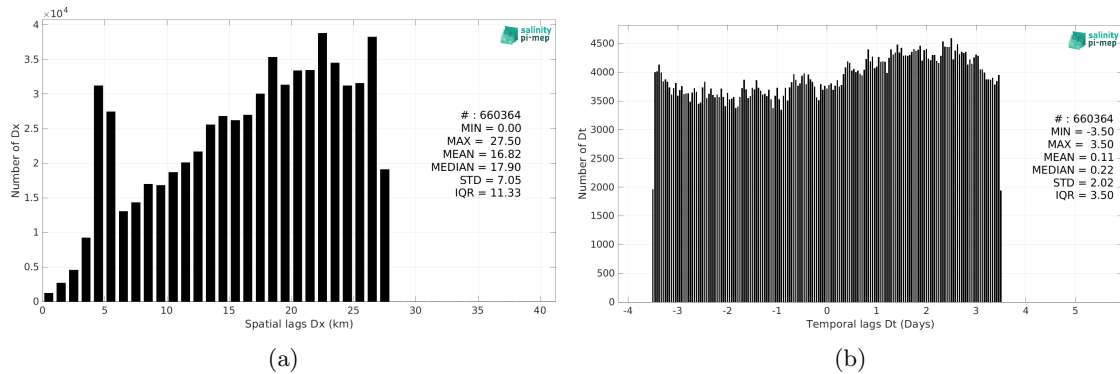 ×10⁴
4
3.5
3
2.5
2
1.5
1
0.5
0
Number of Dx
0 5 10 15 20 25 30 35 40
Spatial lags Dx (km)
salinity
pi-mep
# : 660364
MIN = 0.00
MAX = 27.50
MEAN = 16.82
MEDIAN = 17.90
STD = 7.05
IQR = 11.33
(a)
4500
4000
3500
3000
2500
2000
1500
1000
500
0
Number of Dt
-4 -3 -2 -1 0 1 2 3 4 5
Temporal lags Dt (Days)
salinity
pi-mep
# : 660364
MIN = -3.50
MAX = 3.50
MEAN = 0.11
MEDIAN = 0.22
STD = 2.02
IQR = 3.50
(b)